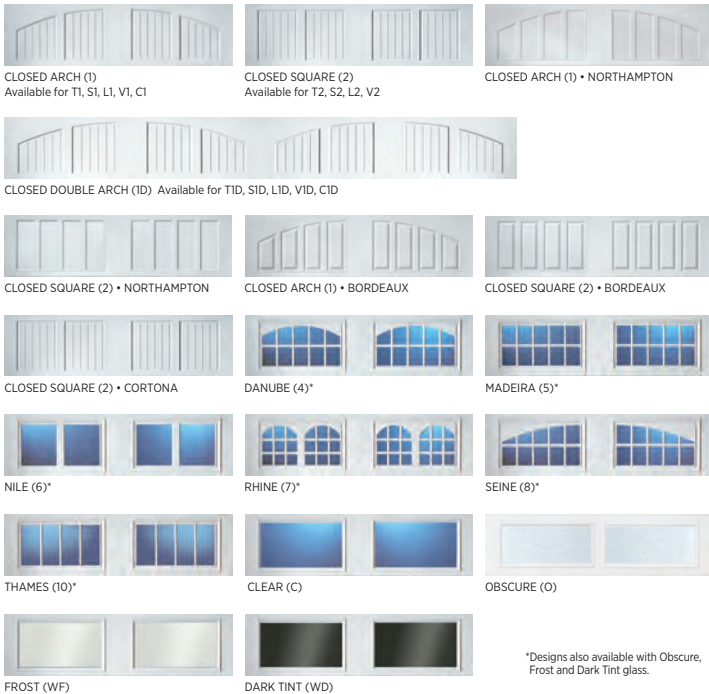 CLOSED ARCH (1)
Available for T1, S1, L1, V1, C1
CLOSED SQUARE (2)
Available for T2, S2, L2, V2
CLOSED ARCH (1) • NORTHAMPTON
CLOSED DOUBLE ARCH (1D) Available for T1D, S1D, L1D, V1D, C1D
CLOSED SQUARE (2) • NORTHAMPTON
CLOSED ARCH (1) • BORDEAUX
CLOSED SQUARE (2) • BORDEAUX
CLOSED SQUARE (2) • CORTONA
DANUBE (4)*
MADEIRA (5)*
NILE (6)*
RHINE (7)*
SEINE (8)*
THAMES (10)*
CLEAR (C)
OBSCURE (O)
FROST (WF)
DARK TINT (WD)
*Designs also available with Obscure,
Frost and Dark Tint glass.